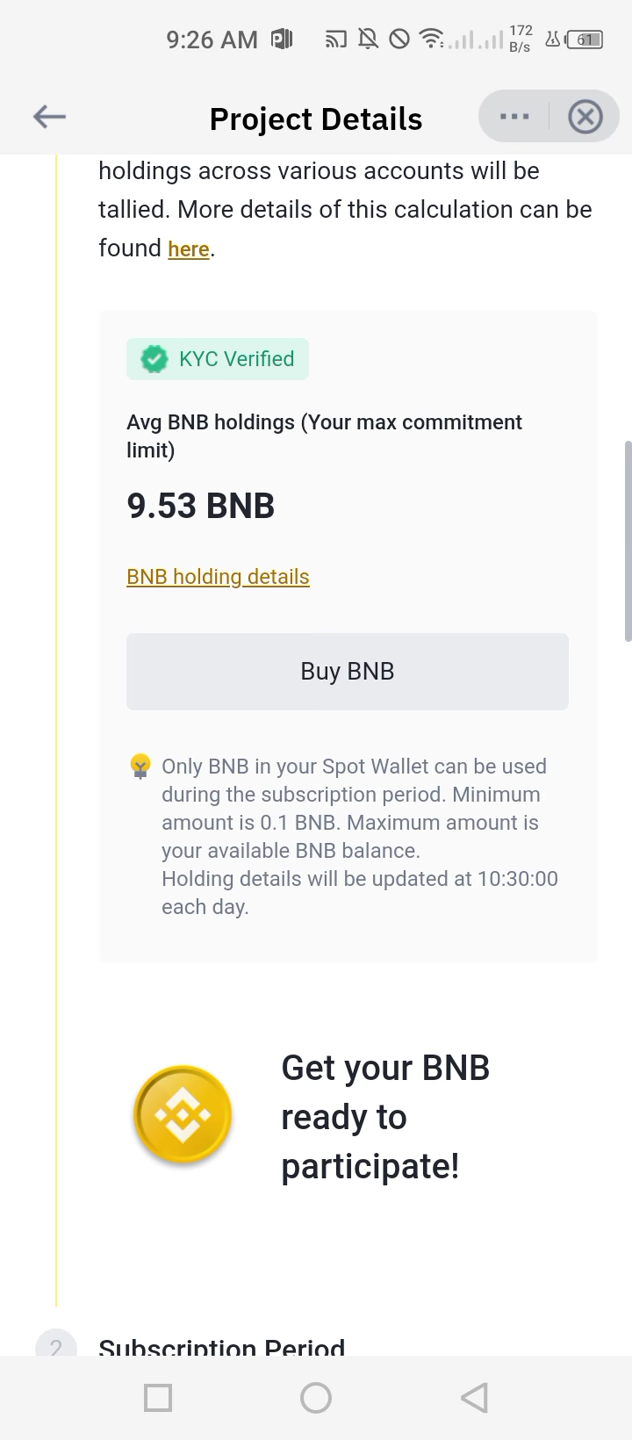 9:26 AM
172
B/s
61
Project Details
holdings across various accounts will be
tallied. More details of this calculation can be
found here.
KYC Verified
Avg BNB holdings (Your max commitment
limit)
9.53 BNB
BNB holding details
Buy BNB
Only BNB in your Spot Wallet can be used
during the subscription period. Minimum
amount is 0.1 BNB. Maximum amount is
your available BNB balance.
Holding details will be updated at 10:30:00
each day.
Get your BNB
ready to
participate!
2
Subscription Period